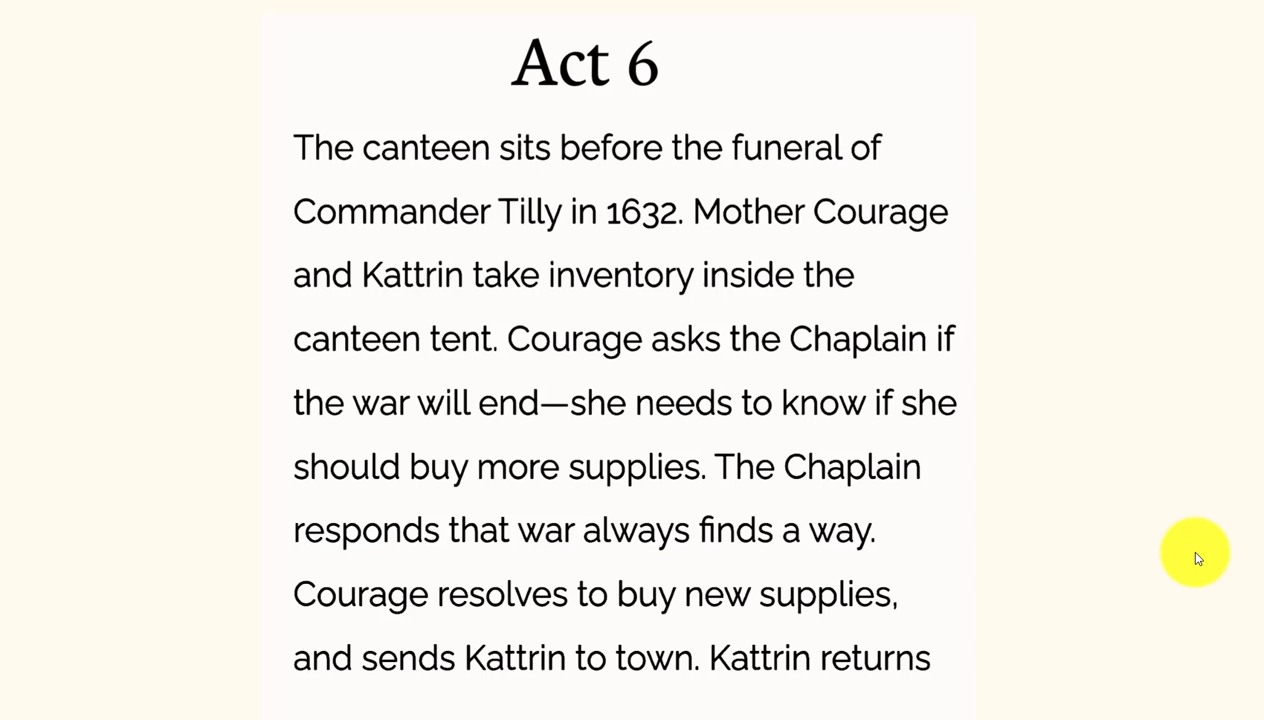 Act 6
The canteen sits before the funeral of
Commander Tilly in 1632. Mother Courage
and Kattrin take inventory inside the
canteen tent. Courage asks the Chaplain if
the war will end—she needs to know if she
should buy more supplies. The Chaplain
responds that war always finds a way.
Courage resolves to buy new supplies,
and sends Kattrin to town. Kattrin returns